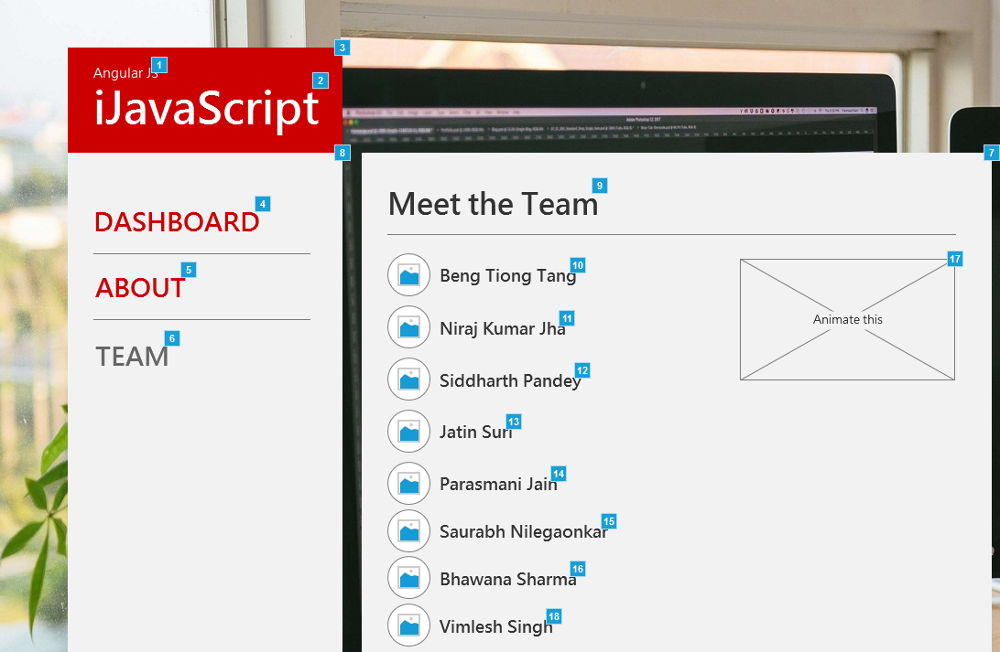 Angular JS
1
iJavaScript
2
3
DASHBOARD
4
ABOUT
5
TEAM
6
7
8
Meet the Team
9
Beng Tiong Tang
10
Niraj Kumar Jha
11
Siddharth Pandey
12
Jatin Suri
13
Parasmani Jain
14
Saurabh Nilegaonkar
15
Bhawana Sharma
16
Vimlesh Singh
18
Animate this
17